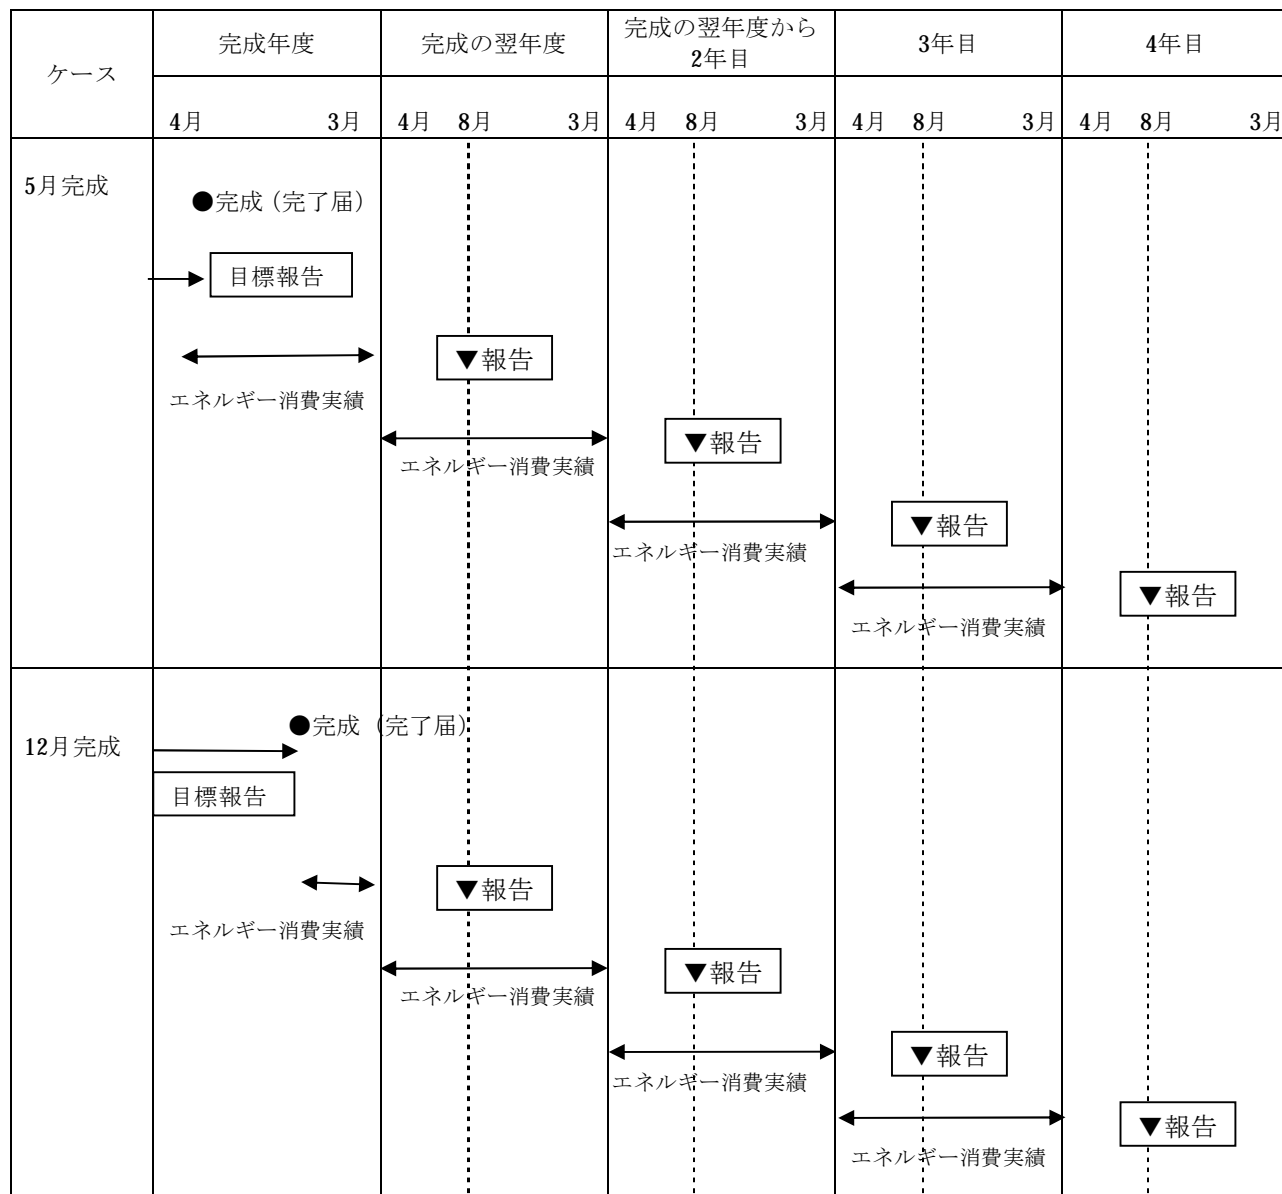 ケース
完成年度
完成の翌年度
完成の翌年度から
2年目
3年目
4年目
4月 3月 4月 8月 3月 4月 8月 3月 4月 8月 3月 4月 8月 3月
5月完成
●完成（完了届）
目標報告
▼報告
エネルギー消費実績
▼報告
エネルギー消費実績
▼報告
エネルギー消費実績
▼報告
エネルギー消費実績
12月完成
●完成（完了届）
目標報告
▼報告
エネルギー消費実績
▼報告
エネルギー消費実績
▼報告
エネルギー消費実績
▼報告
エネルギー消費実績